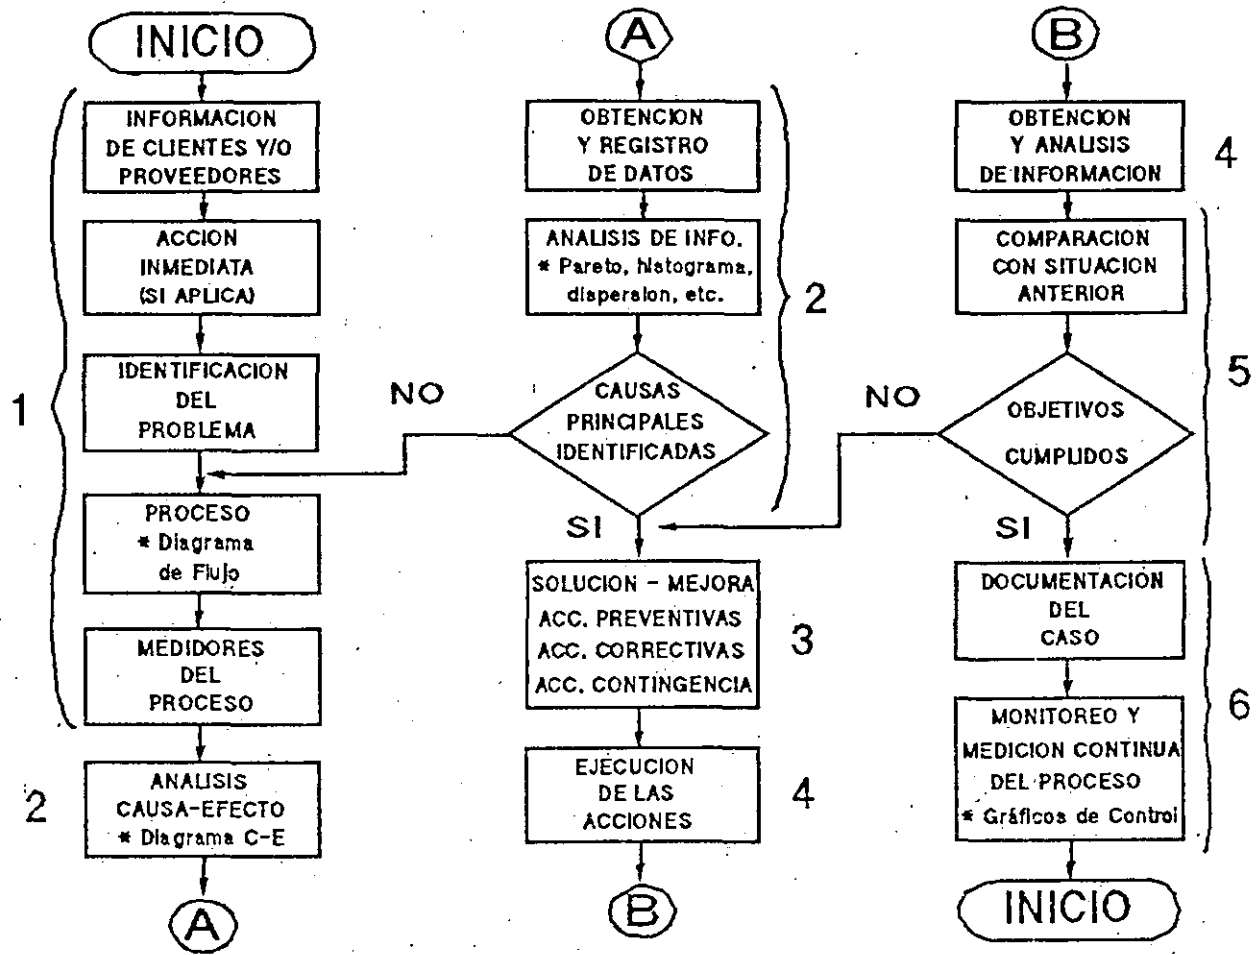 INICIO
1
INFORMACION
DE CLIENTES Y/O
PROVEEDORES
ACCION
INMEDIATA
(SI APLICA)
IDENTIFICACION
DEL
PROBLEMA
PROCESO
* Diagrama
de Flujo
MEDIDORES
DEL
PROCESO
2
ANALISIS
CAUSA-EFECTO
* Diagrama C-E
A
A
OBTENCION
Y REGISTRO
DE DATOS
ANALISIS DE INFO.
* Pareto, histograma,
dispersion, etc.
2
CAUSAS
PRINCIPALES
IDENTIFICADAS
NO
SI
SOLUCION - MEJORA
ACC. PREVENTIVAS
ACC. CORRECTIVAS
ACC. CONTINGENCIA
3
EJECUCION
DE LAS
ACCIONES
4
B
B
OBTENCION
Y ANALISIS
DE INFORMACION
4
COMPARACION
CON SITUACION
ANTERIOR
5
OBJETIVOS
CUMPLIDOS
NO
SI
DOCUMENTACION
DEL
CASO
6
MONITOREO Y
MEDICION CONTINUA
DEL PROCESO
* Gráficos de Control
INICIO